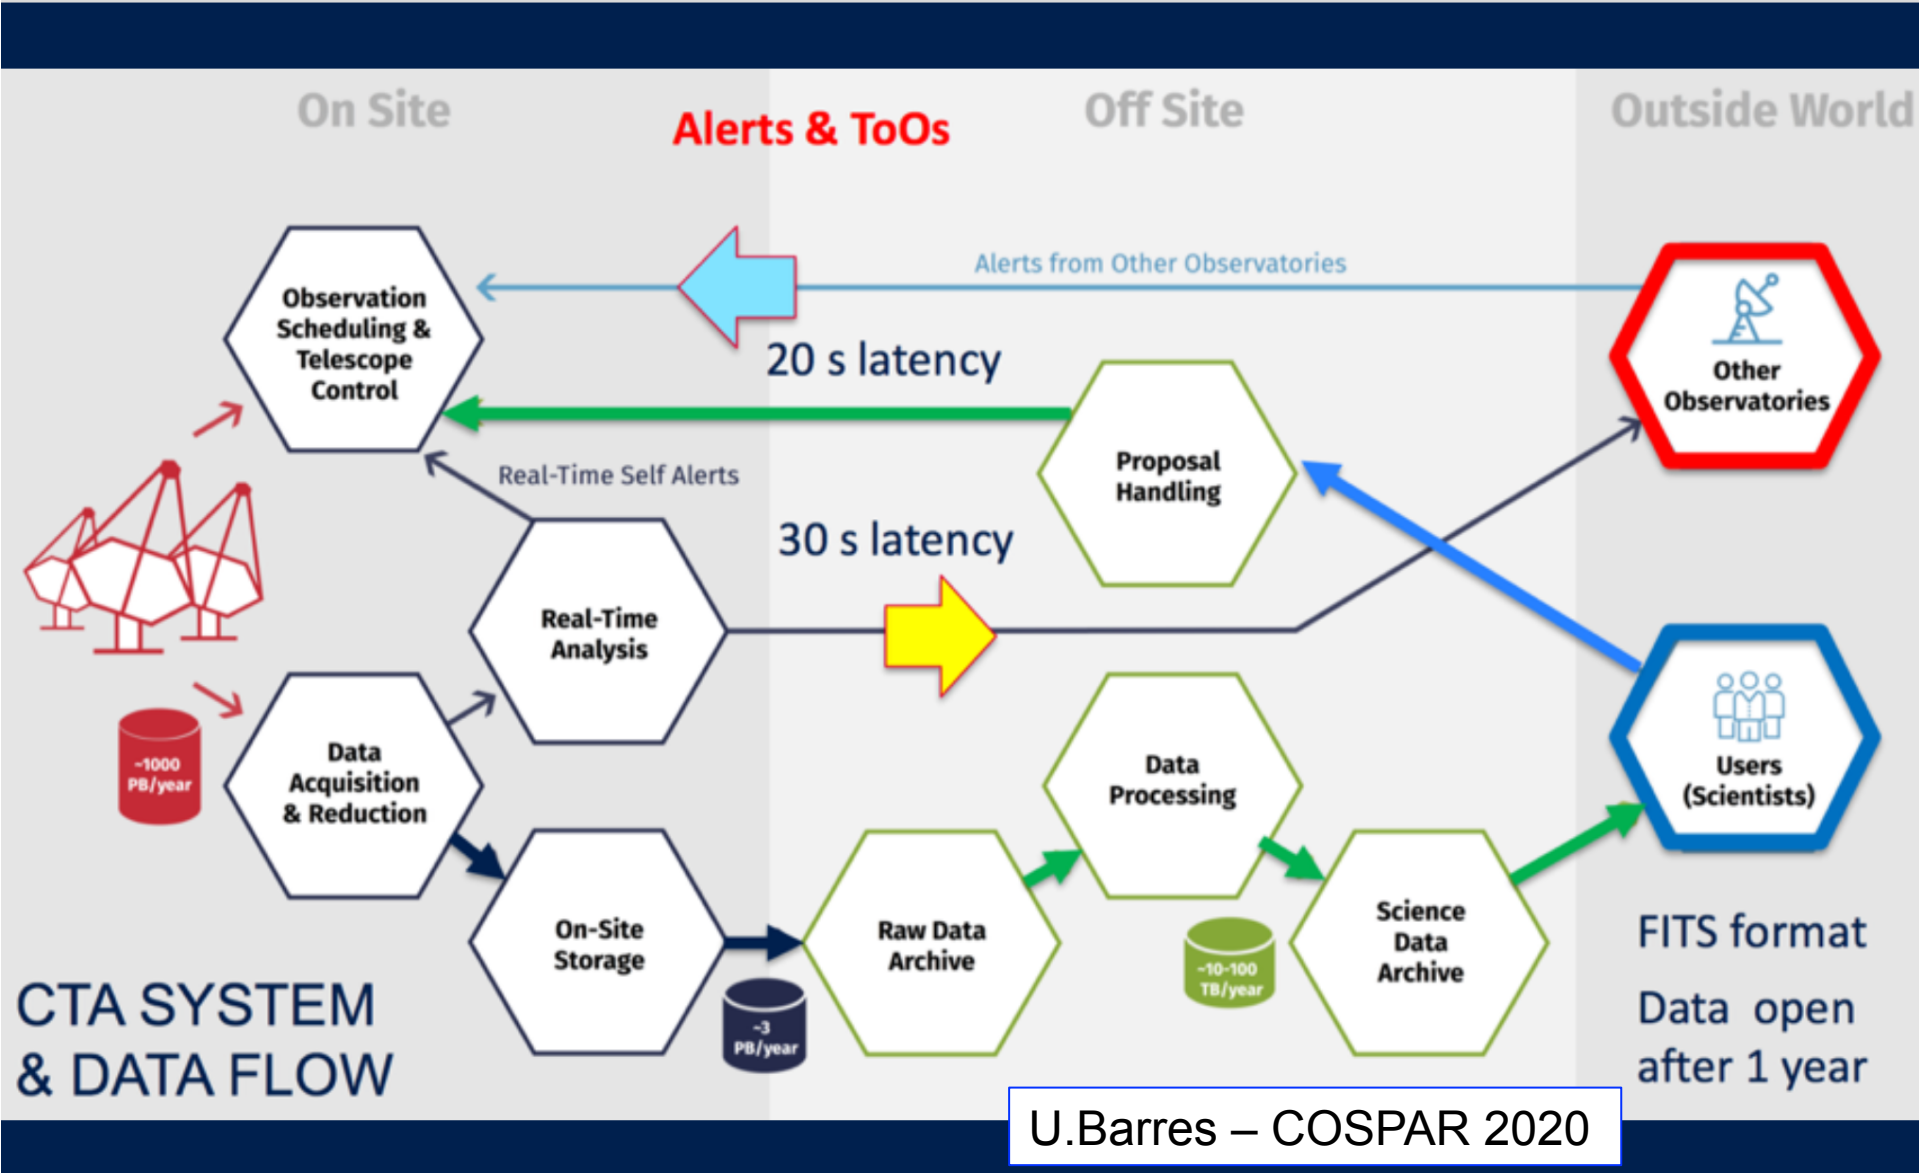 On Site
Off Site
Outside World
Alerts & ToOs
Alerts from Other Observatories
Observation
Scheduling &
Telescope
Control
20 s latency
Other
Observatories
Proposal
Handling
Real-Time Self Alerts
30 s latency
Real-Time
Analysis
~1000
PB/year
Data
Acquisition
& Reduction
Data
Processing
Users
(Scientists)
On-Site
Storage
Raw Data
Archive
Science
Data
Archive
~10-100
TB/year
~3
PB/year
FITS format
Data open
after 1 year
CTA SYSTEM
& DATA FLOW
U.Barres – COSPAR 2020